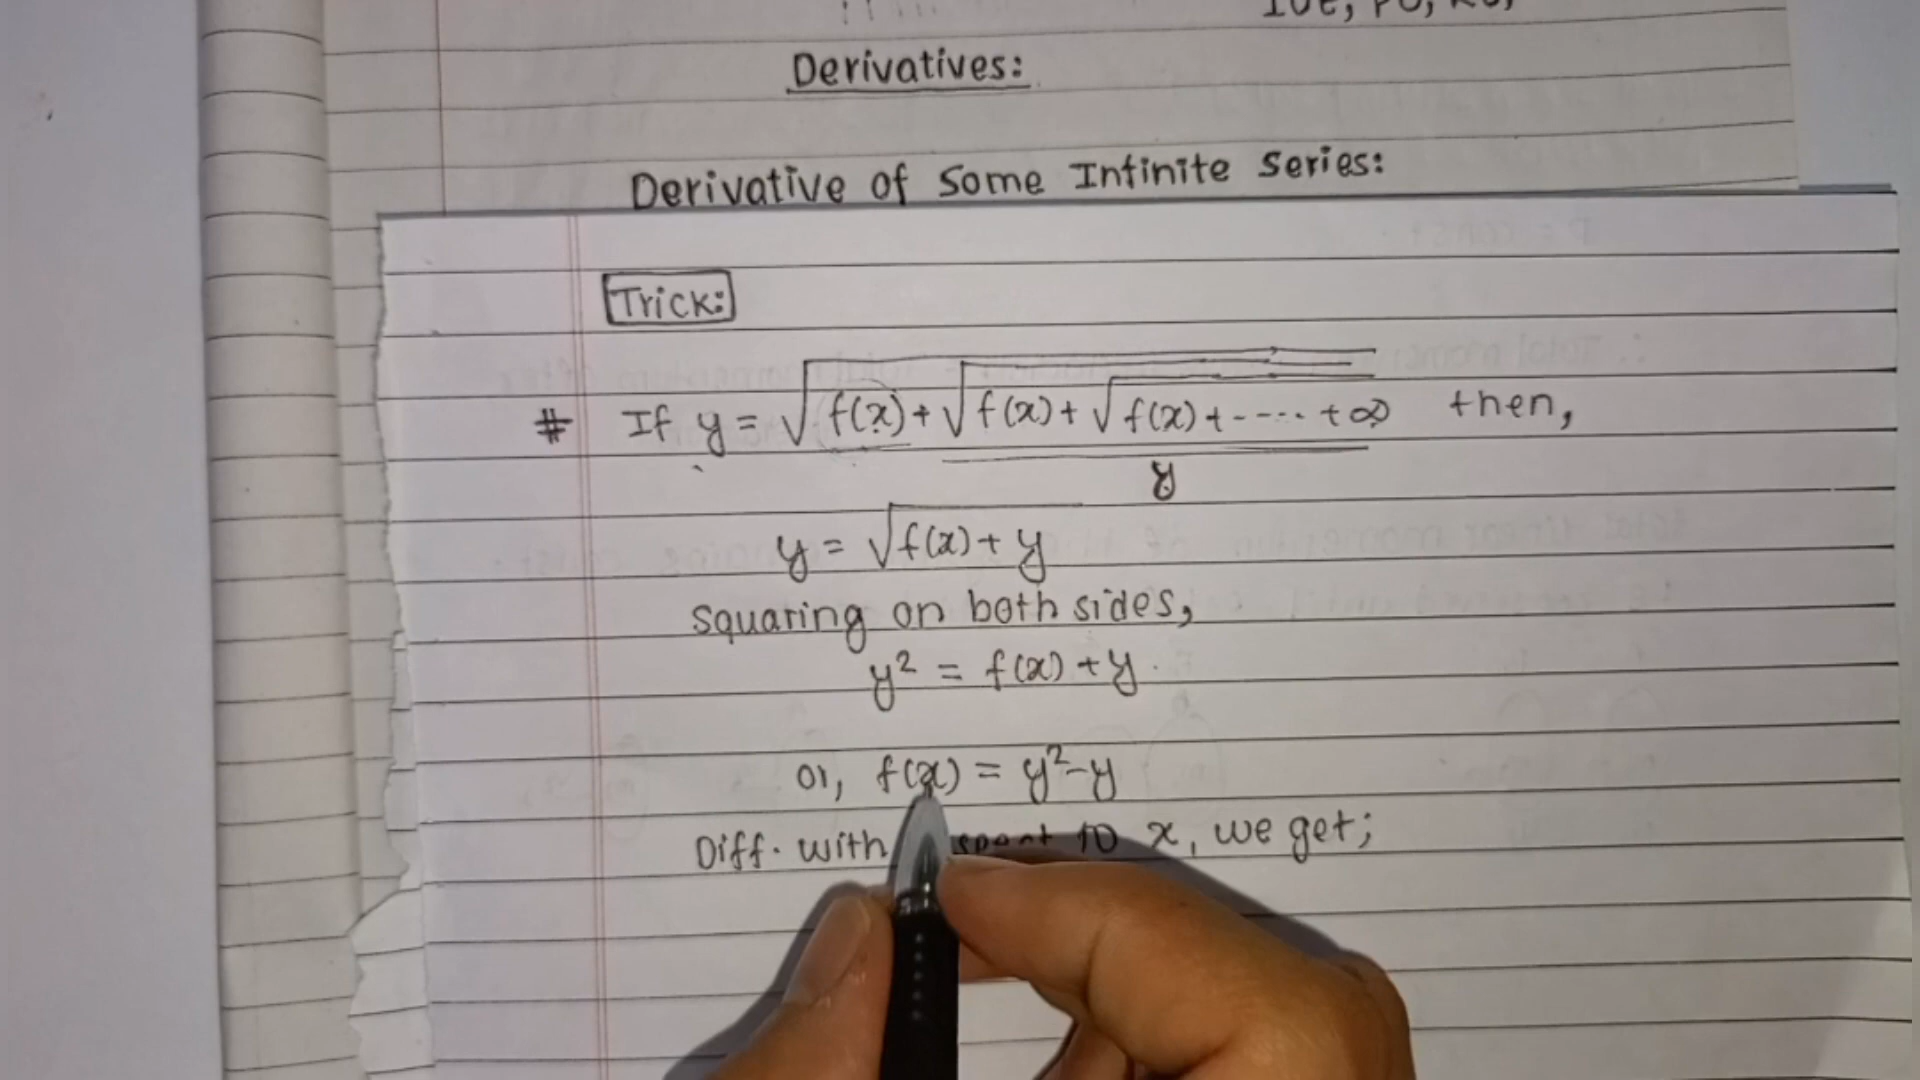 Derivatives:
Derivative of Some Infinite Series:
Trick:
# If y = √f(x) + √f(x) + √f(x) + ----- + ∞ then,
y
y = √f(x) + y
squaring on both sides,
y² = f(x) + y.
or, f(x) = y² - y
Diff. with to x, we get;